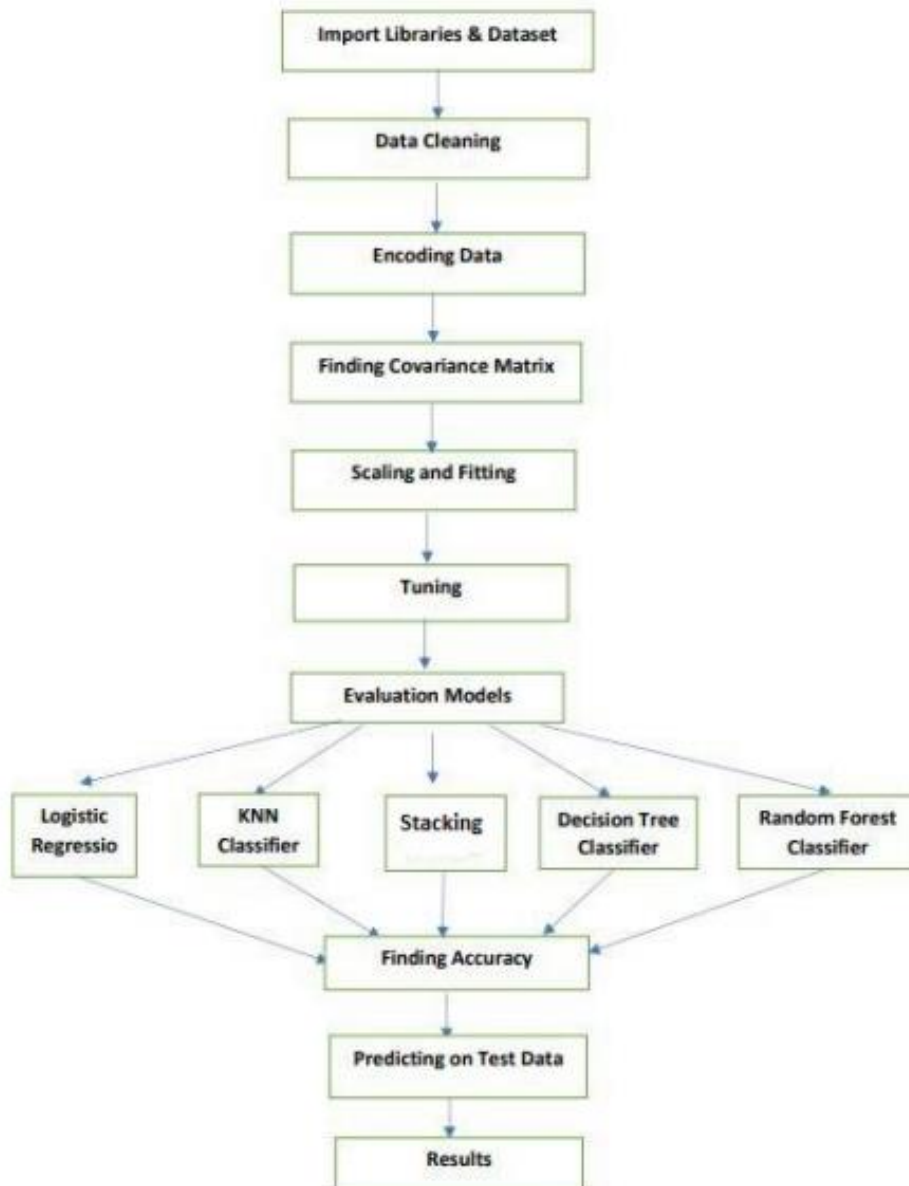 Import Libraries & Dataset
Data Cleaning
Encoding Data
Finding Covariance Matrix
Scaling and Fitting
Tuning
Evaluation Models
Logistic
Regressio
KNN
Classifier
Stacking
Decision Tree
Classifier
Random Forest
Classifier
Finding Accuracy
Predicting on Test Data
Results